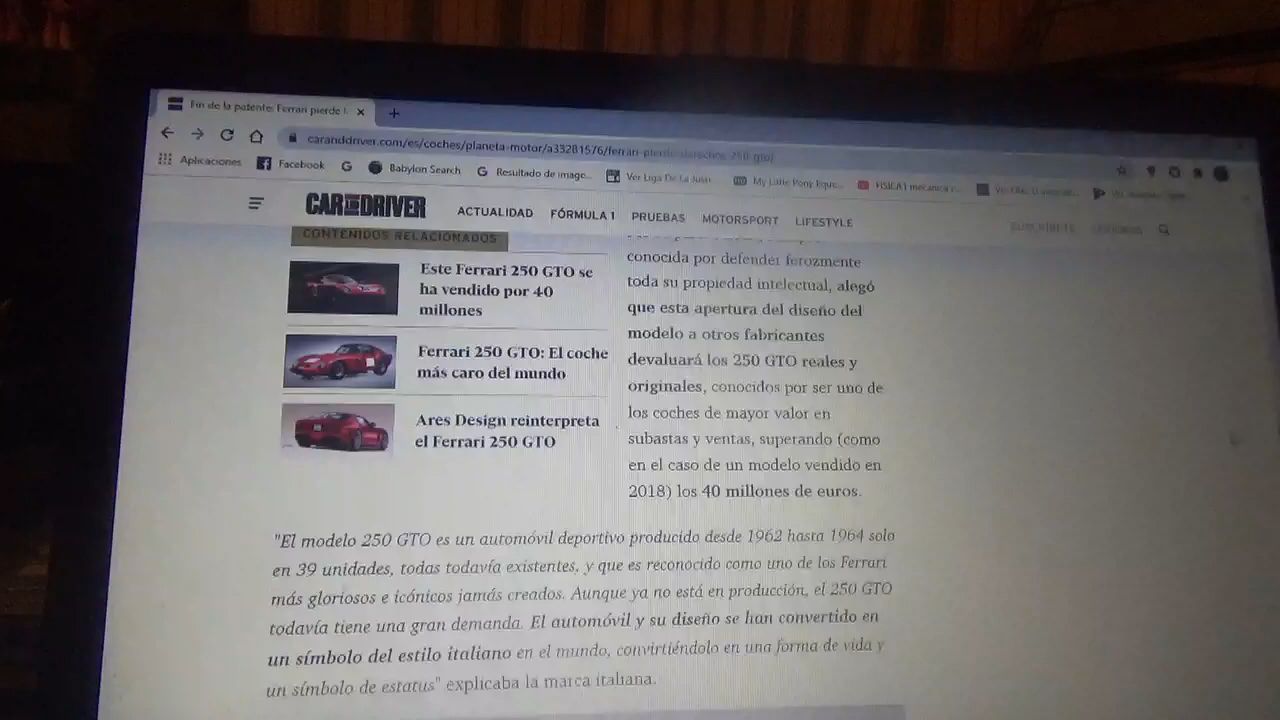 Fin de la patente: Ferrari pierde l
caranddriver.com/es/coches/planeta-motor/a33281576/ferrari-pierde-derechos-250-gto/
Aplicaciones Facebook G Babylon Search Resultado de image... Ver Liga De La Justi... My Little Pony Eque... FISICA I mecanica
CAR AND DRIVER ACTUALIDAD FÓRMULA 1 PRUEBAS MOTORSPORT LIFESTYLE SUSCRÍBETE
CONTENIDOS RELACIONADOS
Este Ferrari 250 GTO se
ha vendido por 40
millones
Ferrari 250 GTO: El coche
más caro del mundo
Ares Design reinterpreta
el Ferrari 250 GTO
conocida por defender ferozmente
toda su propiedad intelectual, alegó
que esta apertura del diseño del
modelo a otros fabricantes
devaluará los 250 GTO reales y
originales, conocidos por ser uno de
los coches de mayor valor en
subastas y ventas, superando (como
en el caso de un modelo vendido en
2018) los 40 millones de euros.
"El modelo 250 GTO es un automóvil deportivo producido desde 1962 hasta 1964 solo
en 39 unidades, todas todavía existentes, y que es reconocido como uno de los Ferrari
más gloriosos e icónicos jamás creados. Aunque ya no está en producción, el 250 GTO
todavía tiene una gran demanda. El automóvil y su diseño se han convertido en
un símbolo del estilo italiano en el mundo, convirtiéndolo en una forma de vida y
un símbolo de estatus" explicaba la marca italiana.